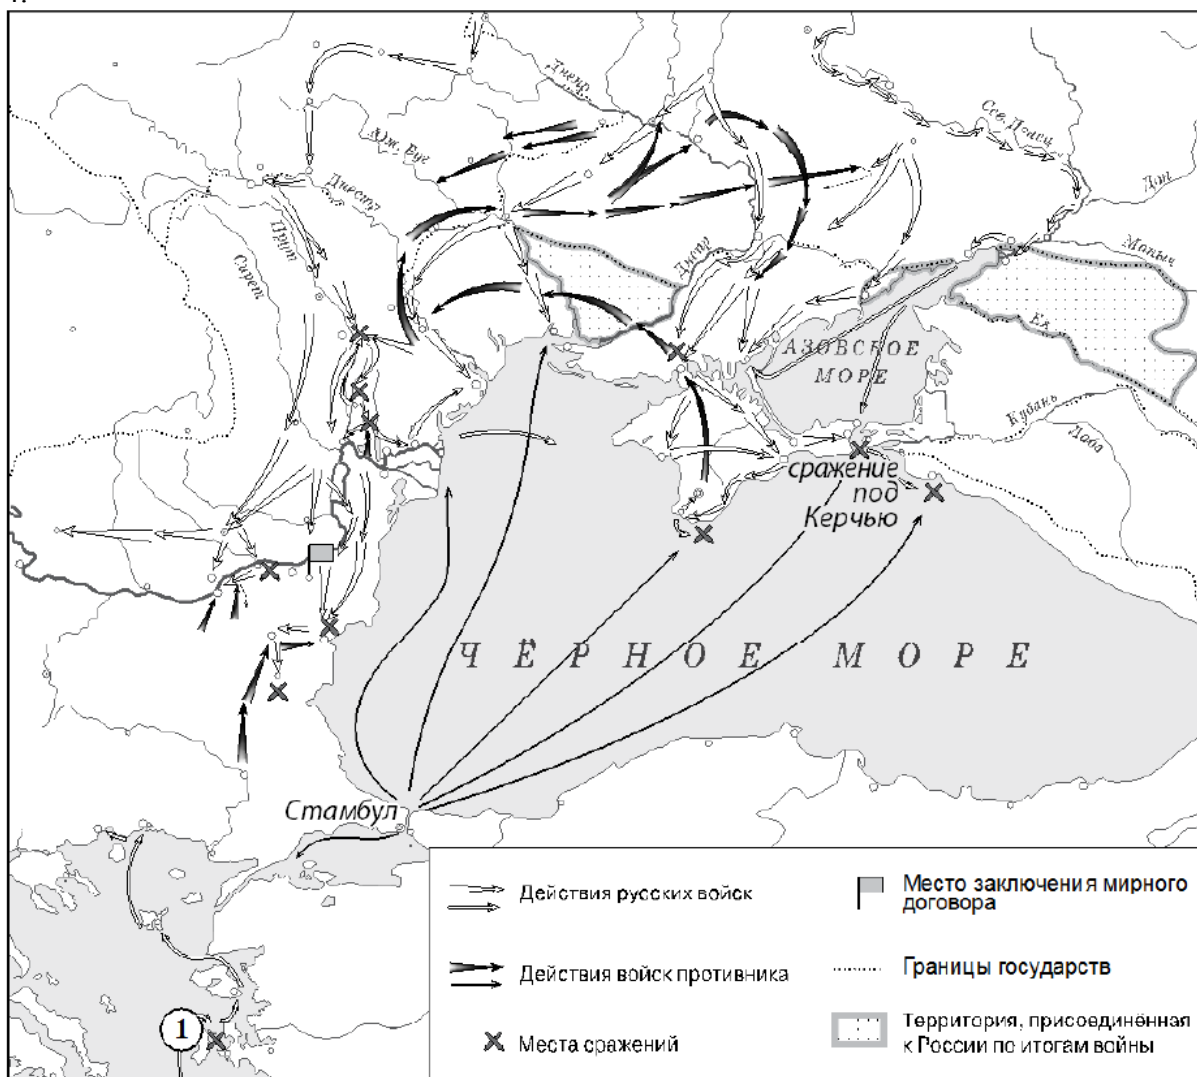 Днепр
Сев. Донец
Юж. Буг
Дон
Днестр
Прут
Маныч
Сирет
Днепр
Ея
АЗОВСКОЕ
МОРЕ
Кубань
Лаба
сражение
под
Керчью
ЧЁРНОЕ МОРЕ
Стамбул
Действия русских войск
Место заключения мирного
договора
Действия войск противника
Границы государств
Места сражений
Территория, присоединённая
к России по итогам войны
1